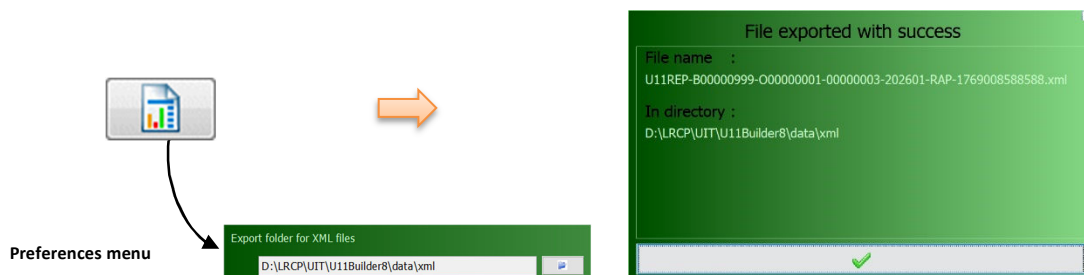 File exported with success
File name :
U11REP-B00000999-O00000001-00000003-202601-RAP-1769008588588.xml
In directory :
D:\LRCP\UIT\U11Builder8\data\xml
Preferences menu
Export folder for XML files
D:\LRCP\UIT\U11Builder8\data\xml